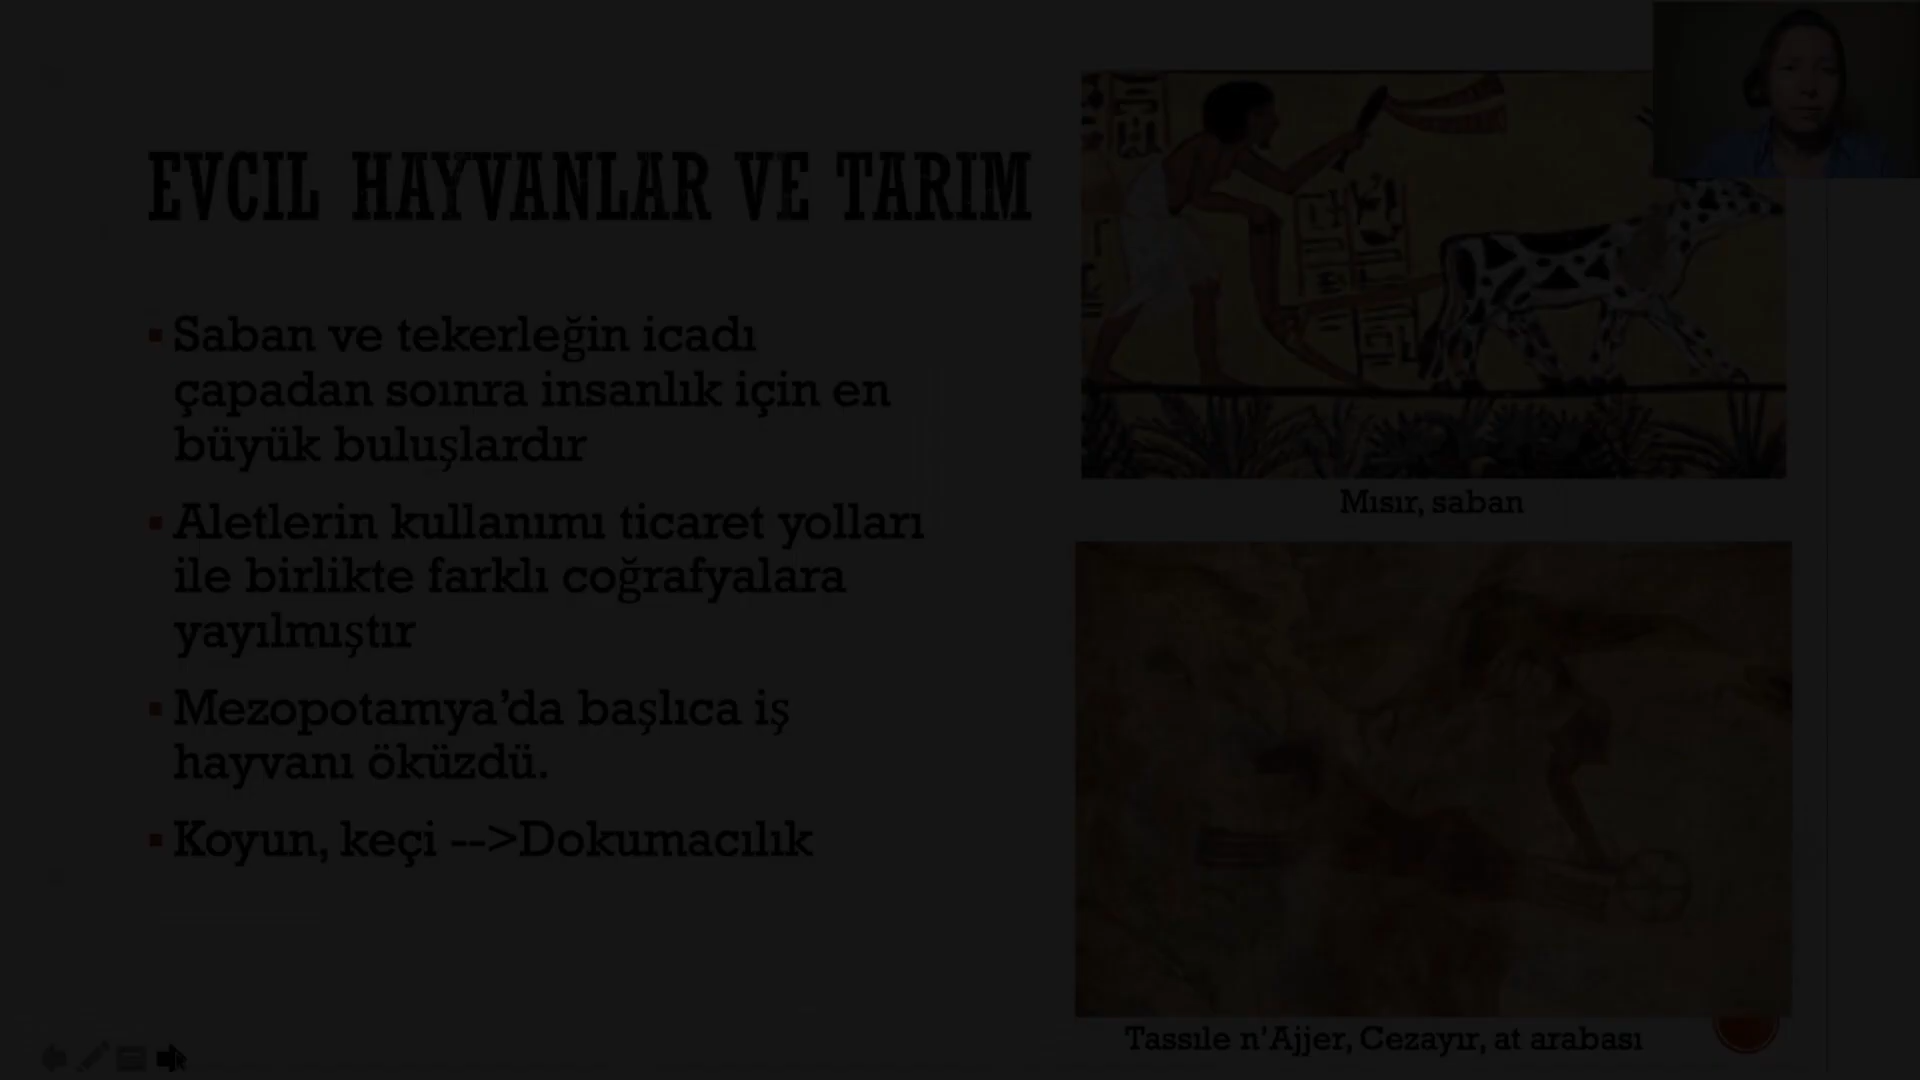 EVCIL HAYVANLAR VE TARIM
Saban ve tekerleğin icadı
çapadan soınra insanlık için en
büyük buluşlardır
Aletlerin kullanımı ticaret yolları
ile birlikte farklı coğrafyalara
yayılmıştır
Mezopotamya’da başlıca iş
hayvanı öküzdü.
Koyun, keçi -->Dokumacılık
Mısır, saban
Tassıle n’Ajjer, Cezayır, at arabası